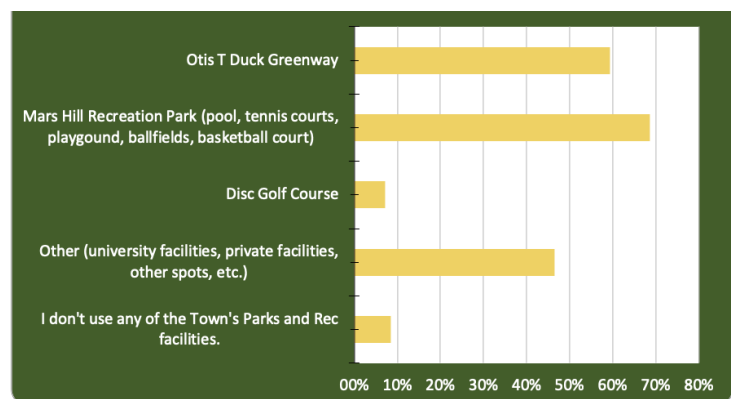 Otis T Duck Greenway
Mars Hill Recreation Park (pool, tennis courts,
playgound, ballfields, basketball court)
Disc Golf Course
Other (university facilities, private facilities,
other spots, etc.)
I don't use any of the Town's Parks and Rec
facilities.
00% 10% 20% 30% 40% 50% 60% 70% 80%